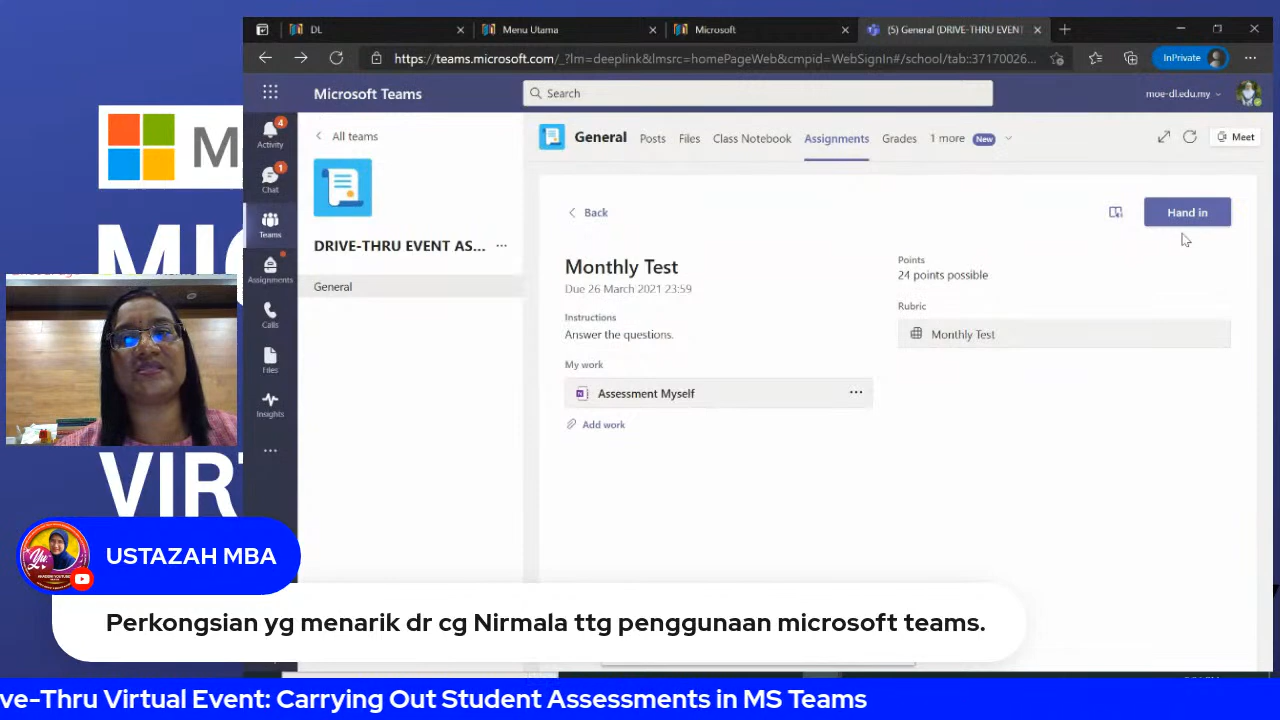 DL
Menu Utama
Microsoft
(5) General (DRIVE-THRU EVENT
https://teams.microsoft.com/_?lm=deeplink&lmsrc=homePageWeb&cmpid=WebSignIn#/school/tab::37170026...
InPrivate
Microsoft Teams
Search
moe-dl.edu.my
4
Activity
1
Chat
Teams
Assignments
Calls
Files
Insights
All teams
DRIVE-THRU EVENT AS...
General
General
Posts
Files
Class Notebook
Assignments
Grades
1 more
New
Meet
Back
Hand in
Monthly Test
Due 26 March 2021 23:59
Instructions
Answer the questions.
My work
Assessment Myself
Add work
Points
24 points possible
Rubric
Monthly Test
M
MI
VIR
USTAZAH MBA
Perkongsian yg menarik dr cg Nirmala ttg penggunaan microsoft teams.
ve-Thru Virtual Event: Carrying Out Student Assessments in MS Teams